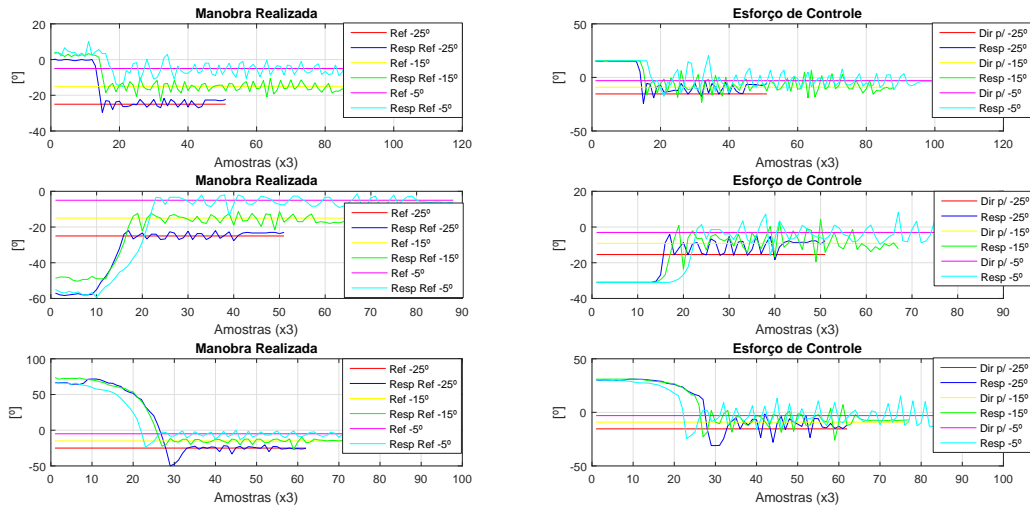 Manobra Realizada
20
0
-20
-40
[º]
0
20
40
60
80
100
120
Amostras (x3)
Ref -25º
Resp Ref -25º
Ref -15º
Resp Ref -15º
Ref -5º
Resp Ref -5º
Esforço de Controle
50
0
-50
[º]
0
20
40
60
80
100
120
Amostras (x3)
Dir p/ -25º
Resp -25º
Dir p/ -15º
Resp -15º
Dir p/ -5º
Resp -5º
Manobra Realizada
0
-20
-40
-60
[º]
0
10
20
30
40
50
60
70
80
90
Amostras (x3)
Ref -25º
Resp Ref -25º
Ref -15º
Resp Ref -15º
Ref -5º
Resp Ref -5º
Esforço de Controle
20
0
-20
-40
[º]
0
10
20
30
40
50
60
70
80
90
Amostras (x3)
Dir p/ -25º
Resp -25º
Dir p/ -15º
Resp -15º
Dir p/ -5º
Resp -5º
Manobra Realizada
100
50
0
-50
[º]
0
10
20
30
40
50
60
70
80
90
100
Amostras (x3)
Ref -25º
Resp Ref -25º
Ref -15º
Resp Ref -15º
Ref -5º
Resp Ref -5º
Esforço de Controle
50
0
-50
[º]
0
10
20
30
40
50
60
70
80
90
100
Amostras (x3)
Dir p/ -25º
Resp -25º
Dir p/ -15º
Resp -15º
Dir p/ -5º
Resp -5º